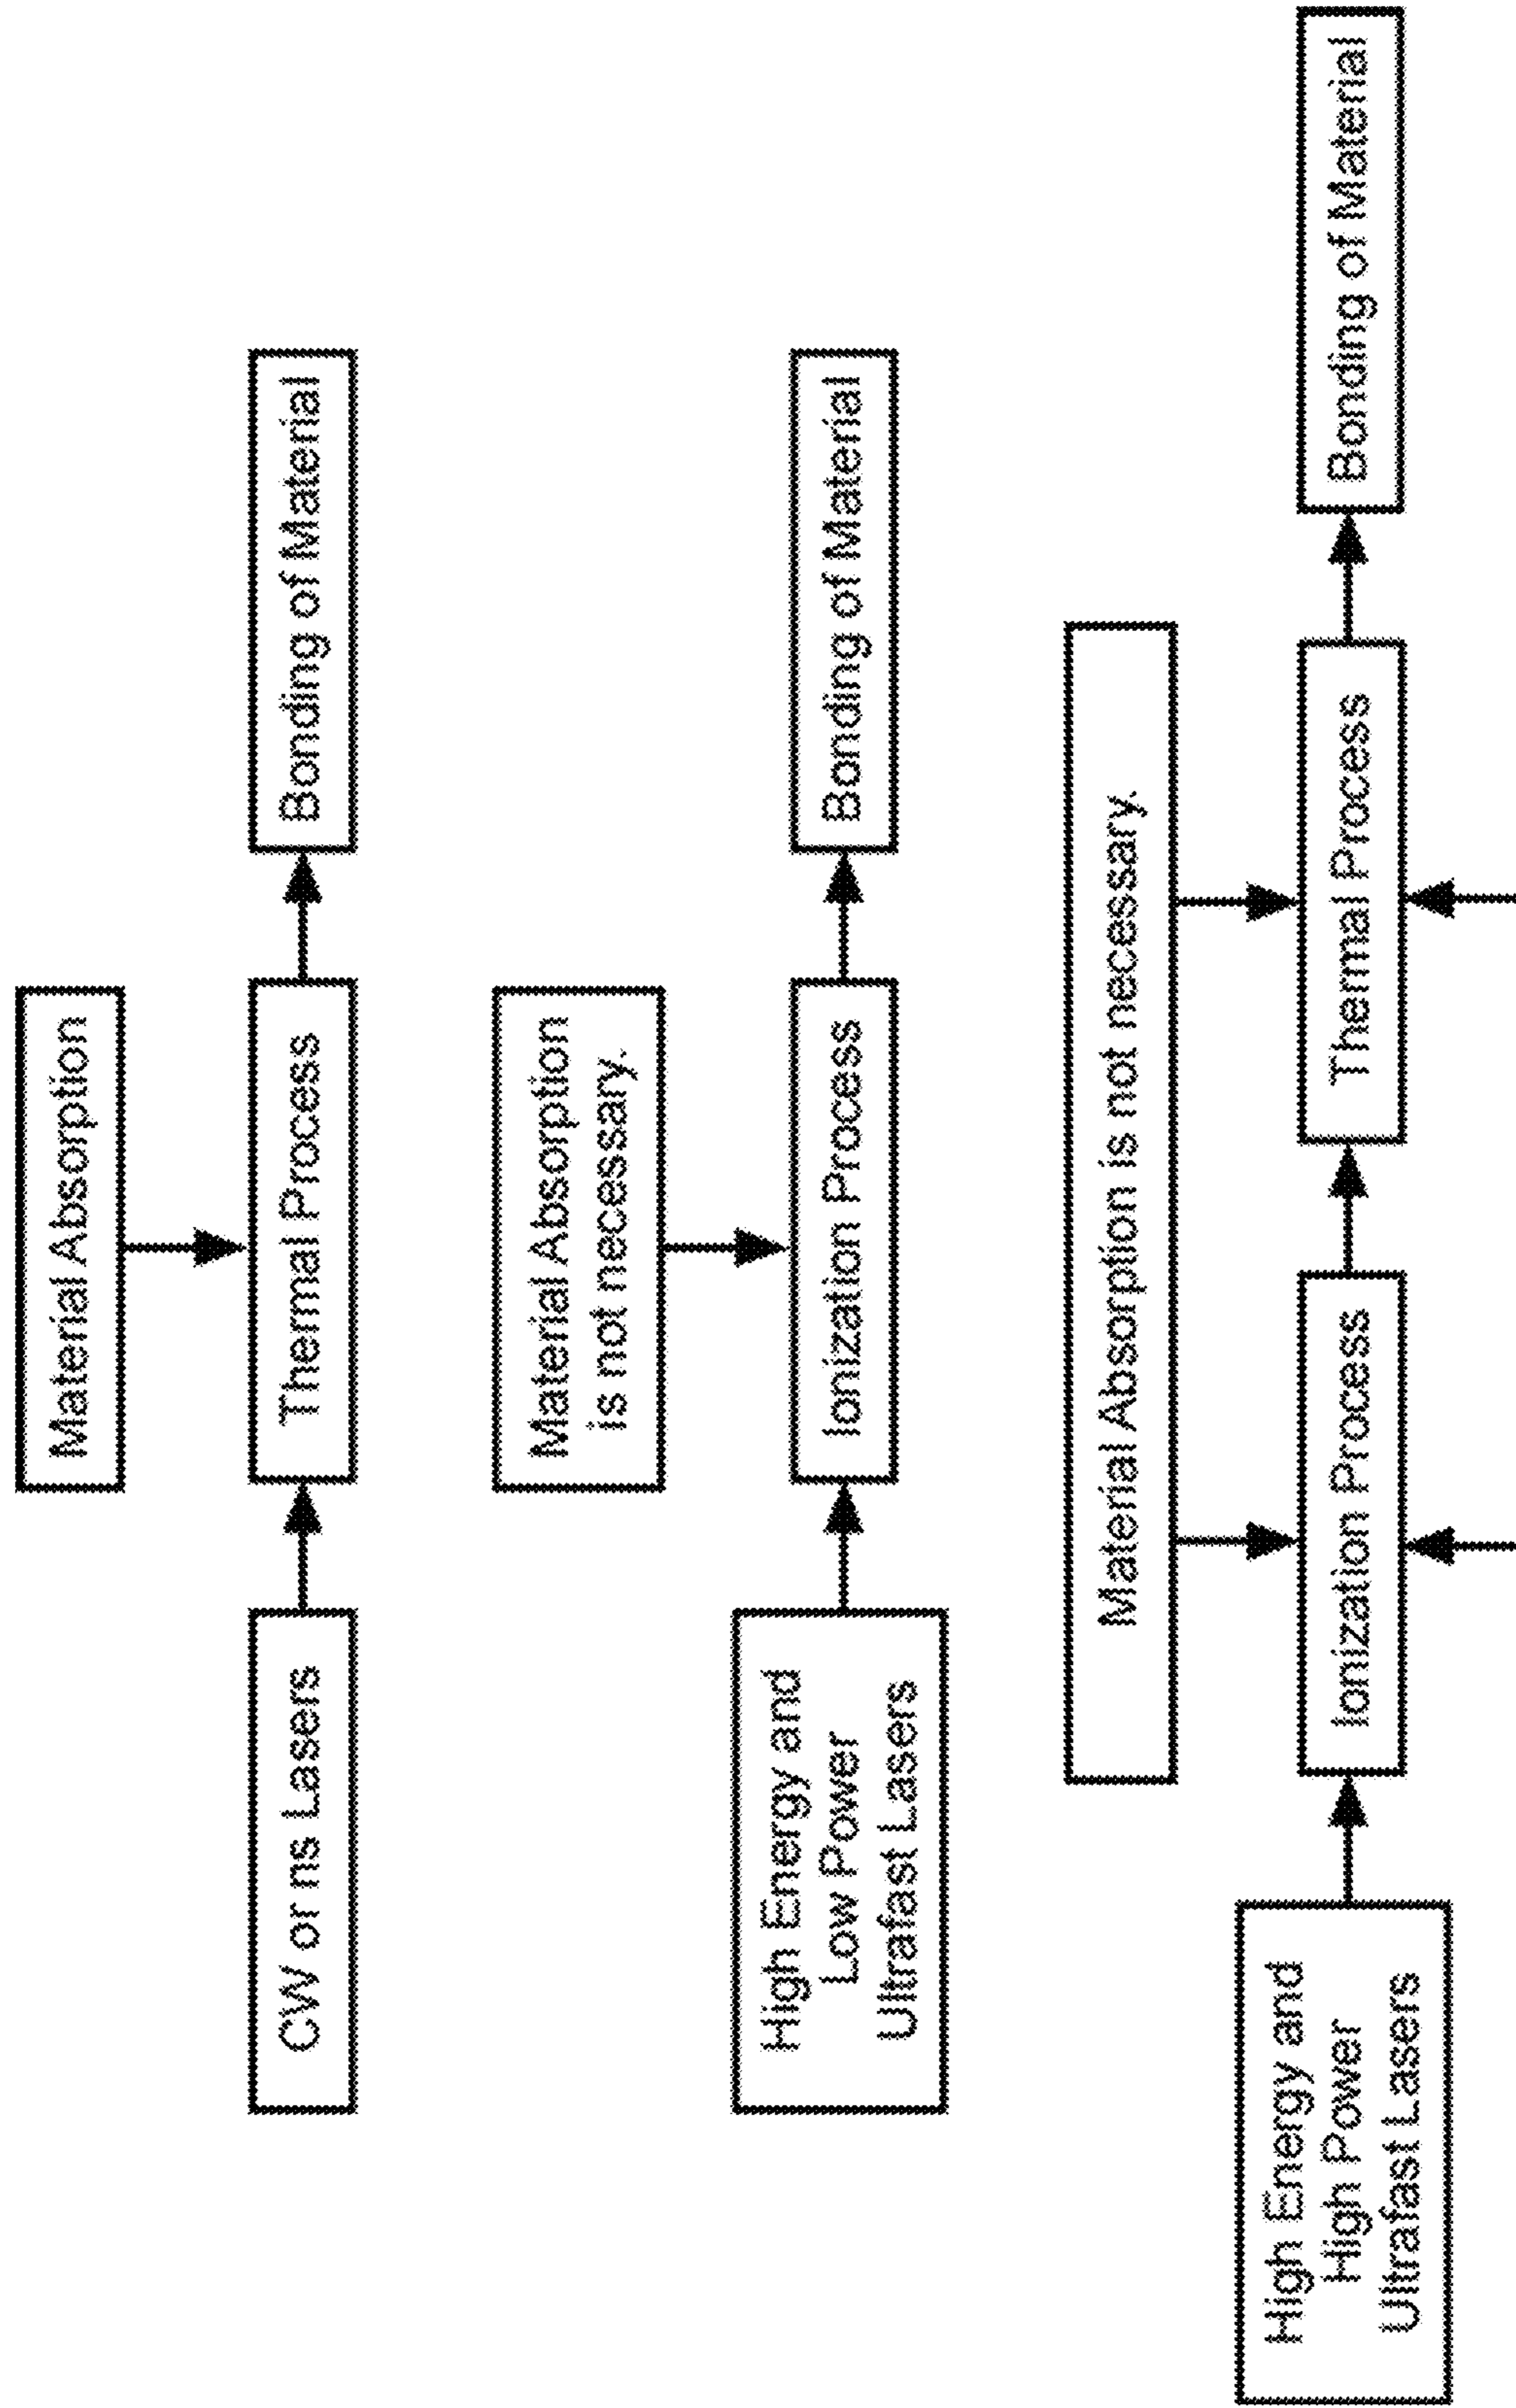 Material Absorption
CW or ns Lasers
Thermal Process
Bonding of Material
Material Absorption
is not necessary.
High Energy and
Low Power
Ultrafast Lasers
Ionization Process
Bonding of Material
Material Absorption is not necessary.
High Energy and
High Power
Ultrafast Lasers
Ionization Process
Thermal Process
Bonding of Material